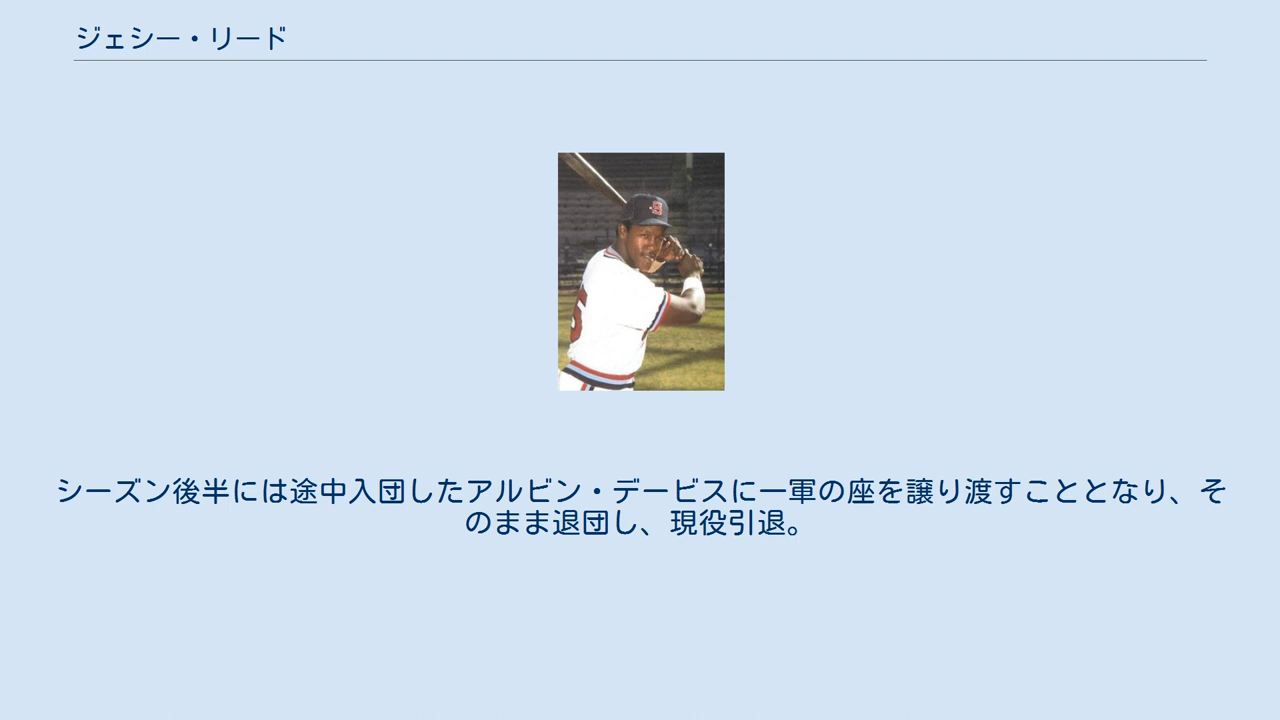 ジェシー・リード
B
5
シーズン後半には途中入団したアルビン・デービスに一軍の座を譲り渡すこととなり、そ
のまま退団し、現役引退。